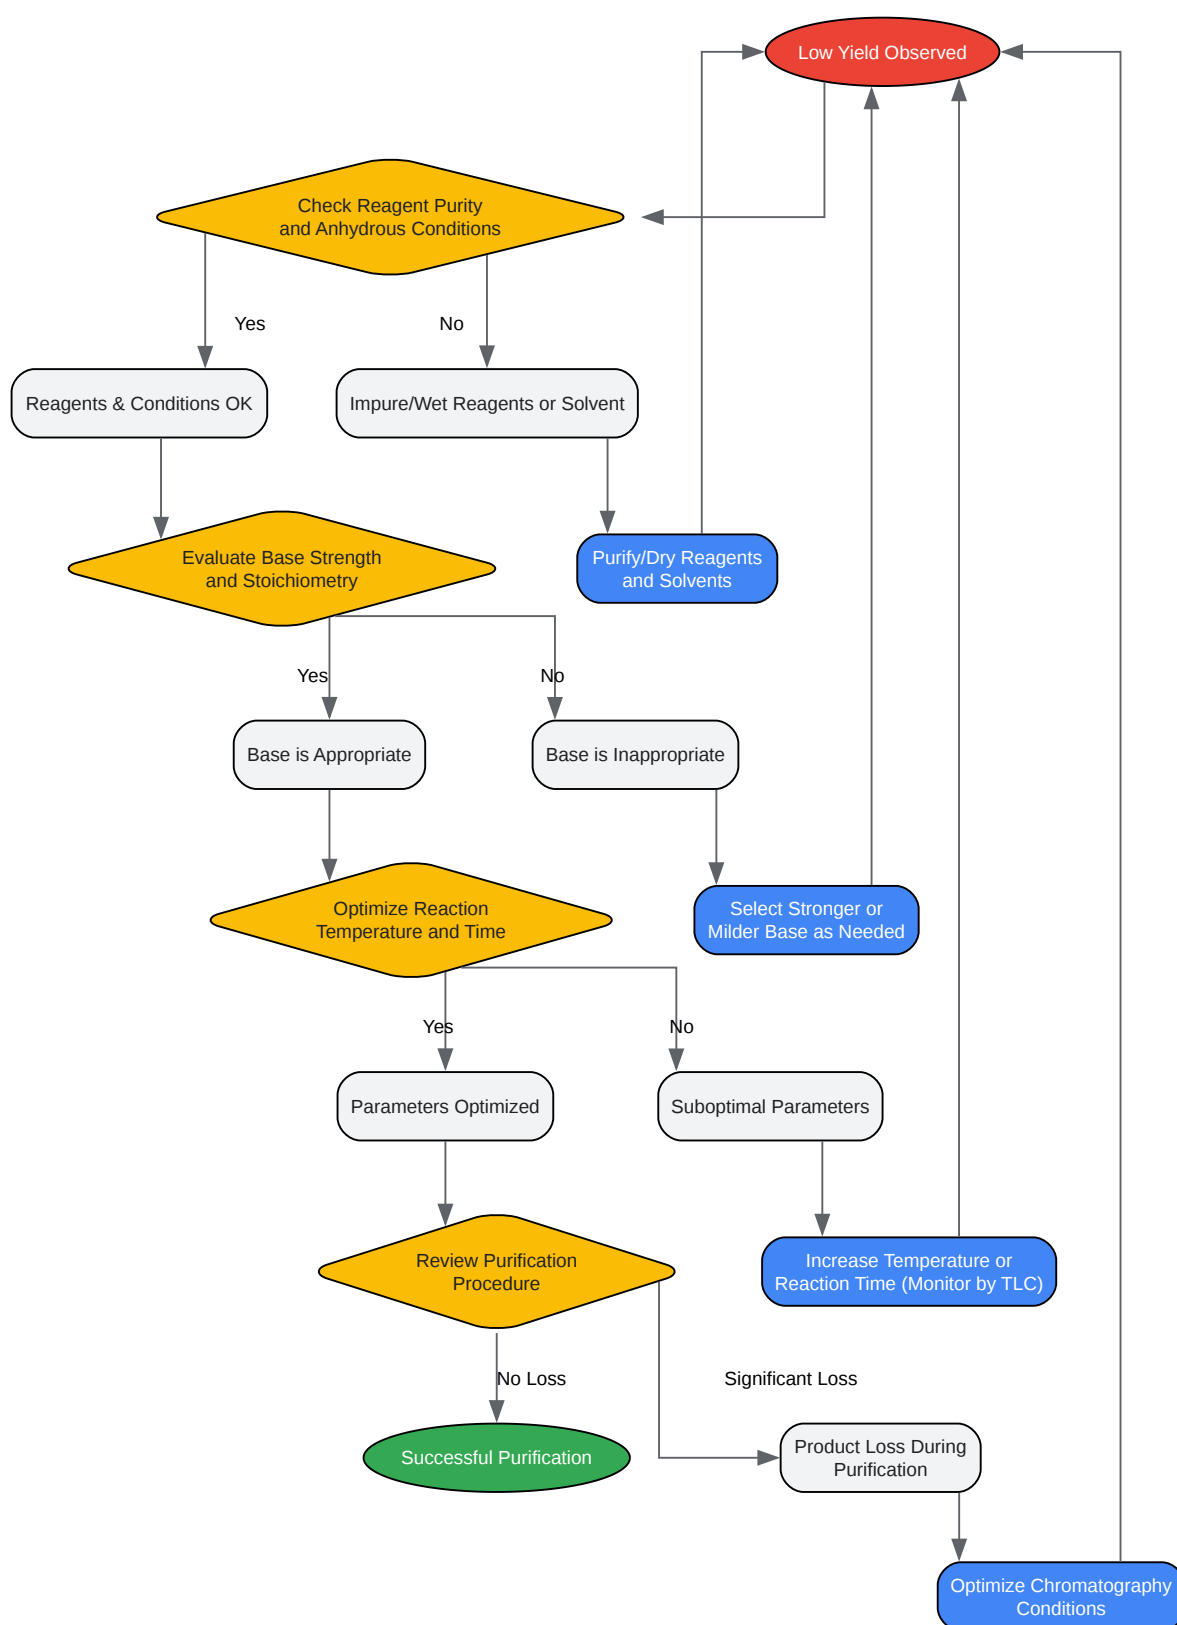 Low Yield Observed
Check Reagent Purity
and Anhydrous Conditions
Yes
No
Reagents & Conditions OK
Impure/Wet Reagents or Solvent
Evaluate Base Strength
and Stoichiometry
Purify/Dry Reagents
and Solvents
Yes
No
Base is Appropriate
Base is Inappropriate
Optimize Reaction
Temperature and Time
Select Stronger or
Milder Base as Needed
Yes
No
Parameters Optimized
Suboptimal Parameters
Review Purification
Procedure
Increase Temperature or
Reaction Time (Monitor by TLC)
No Loss
Significant Loss
Successful Purification
Product Loss During
Purification
Optimize Chromatography
Conditions